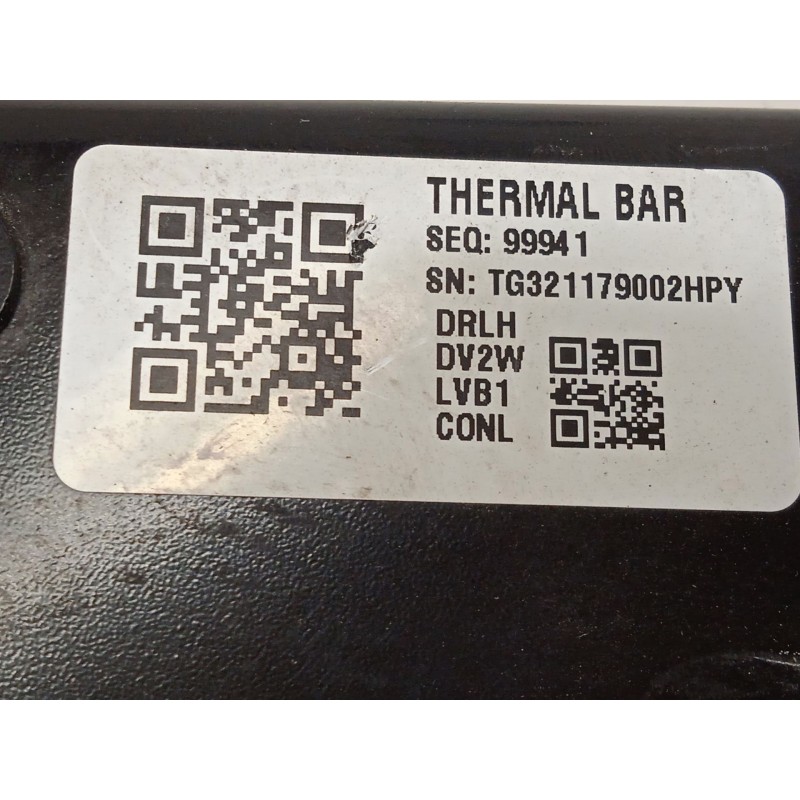 THERMAL BAR
SEQ: 99941
SN: TG321179002HPY
DRLH
DV2W
LVB1
CONL